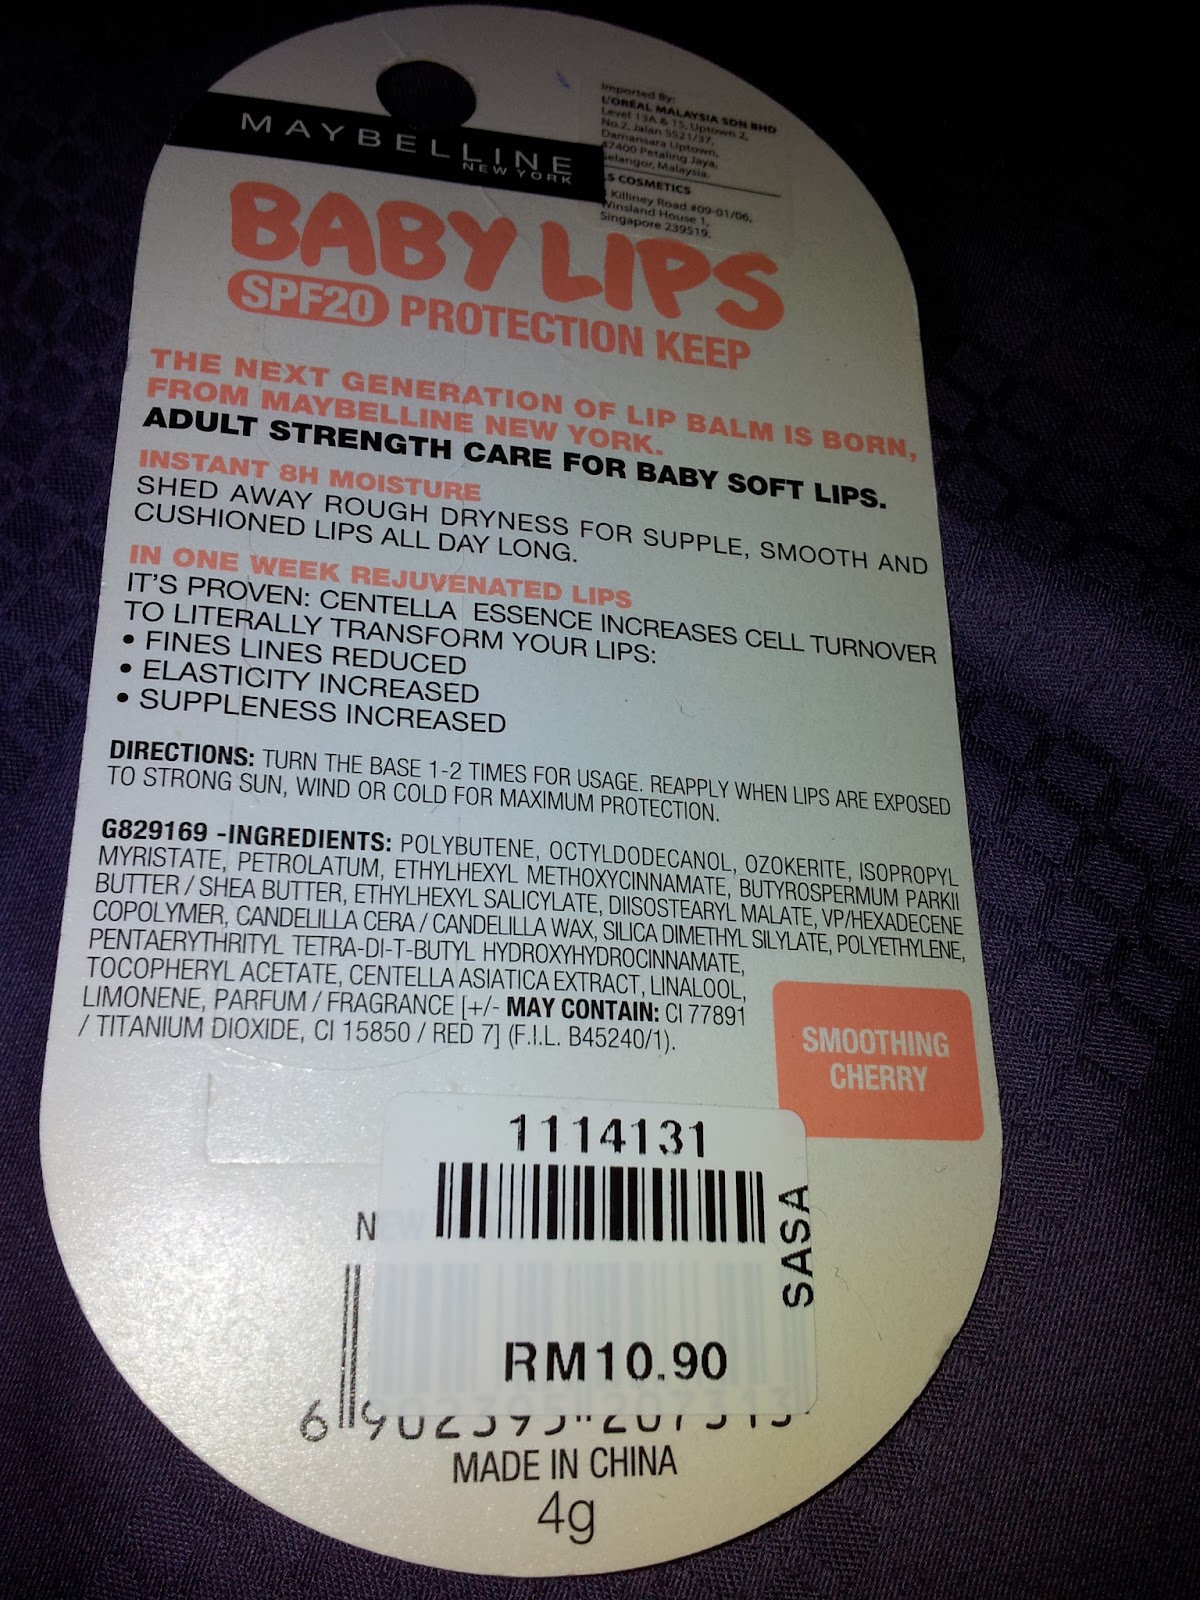 MAYBELLINE
NEW YORK
Imported By:
L'ORÉAL MALAYSIA SDN BHD
Level 13A & 15, Uptown 2,
No.2, Jalan SS21/37,
Damansara Uptown,
47400 Petaling Jaya,
Selangor, Malaysia.
LS COSMETICS
Killiney Road #09-01/06,
Winsland House 1,
Singapore 239519.
BABY LIPS
SPF20 PROTECTION KEEP
THE NEXT GENERATION OF LIP BALM IS BORN,
FROM MAYBELLINE NEW YORK.
ADULT STRENGTH CARE FOR BABY SOFT LIPS.
INSTANT 8H MOISTURE
SHED AWAY ROUGH DRYNESS FOR SUPPLE, SMOOTH AND
CUSHIONED LIPS ALL DAY LONG.
IN ONE WEEK REJUVENATED LIPS
IT'S PROVEN: CENTELLA ESSENCE INCREASES CELL TURNOVER
TO LITERALLY TRANSFORM YOUR LIPS:
• FINES LINES REDUCED
• ELASTICITY INCREASED
• SUPPLENESS INCREASED
DIRECTIONS: TURN THE BASE 1-2 TIMES FOR USAGE. REAPPLY WHEN LIPS ARE EXPOSED
TO STRONG SUN, WIND OR COLD FOR MAXIMUM PROTECTION.
G829169 -INGREDIENTS: POLYBUTENE, OCTYLDODECANOL, OZOKERITE, ISOPROPYL
MYRISTATE, PETROLATUM, ETHYLHEXYL METHOXYCINNAMATE, BUTYROSPERMUM PARKII
BUTTER / SHEA BUTTER, ETHYLHEXYL SALICYLATE, DIISOSTEARYL MALATE, VP/HEXADECENE
COPOLYMER, CANDELILLA CERA / CANDELILLA WAX, SILICA DIMETHYL SILYLATE, POLYETHYLENE,
PENTAERYTHRITYL TETRA-DI-T-BUTYL HYDROXYHYDROCINNAMATE,
TOCOPHERYL ACETATE, CENTELLA ASIATICA EXTRACT, LINALOOL,
LIMONENE, PARFUM / FRAGRANCE [+/- MAY CONTAIN: CI 77891
/ TITANIUM DIOXIDE, CI 15850 / RED 7] (F.I.L. B45240/1).
SMOOTHING
CHERRY
1114131
NEW
SASA
RM10.90
6 902395 207313
MADE IN CHINA
4g